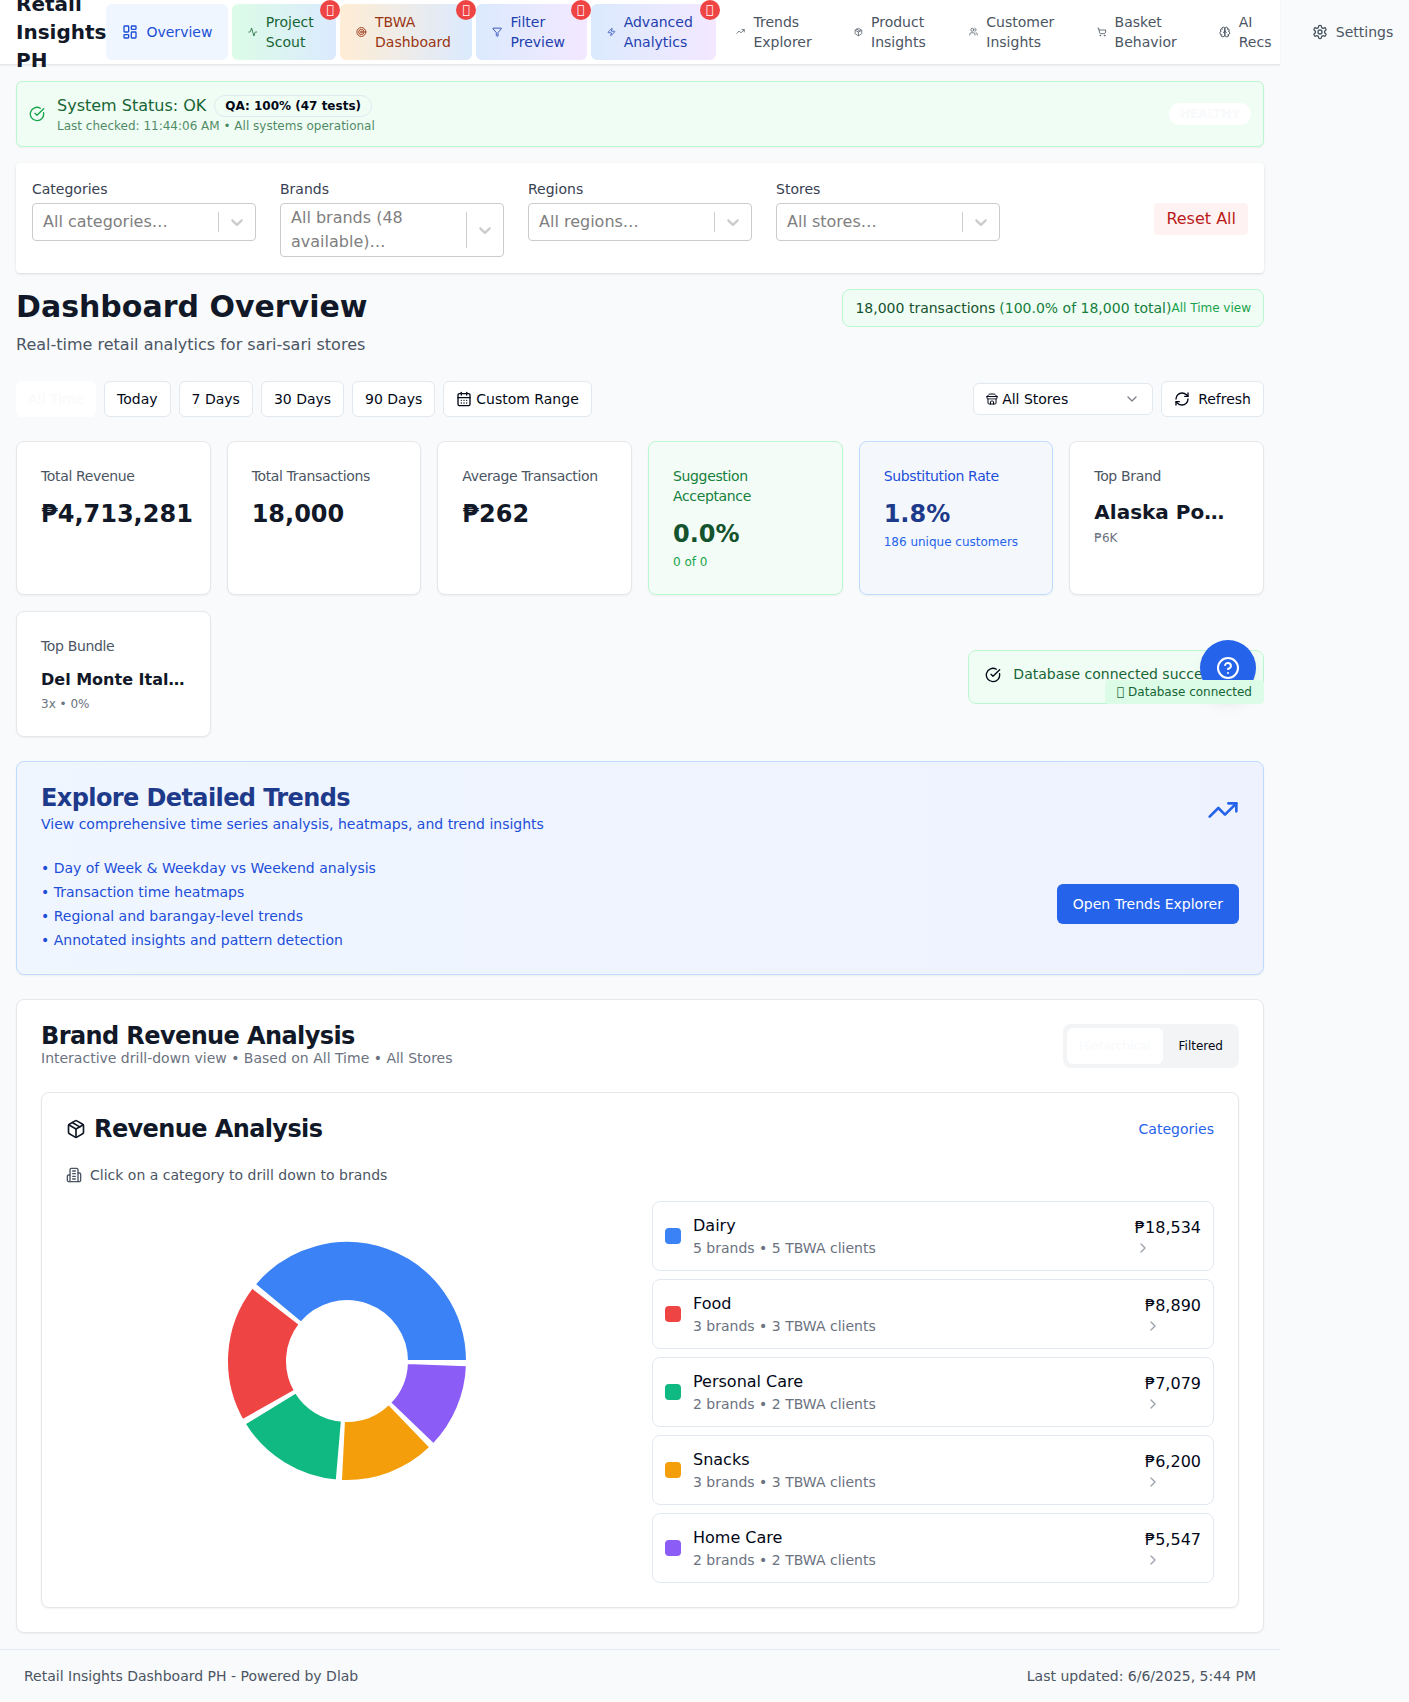 Retail
Insights
PH
Overview
Project
Scout
TBWA
Dashboard
Filter
Preview
Advanced
Analytics
Trends
Explorer
Product
Insights
Customer
Insights
Basket
Behavior
AI
Recs
Settings
System Status: OK
QA: 100% (47 tests)
HEALTHY
Last checked: 11:44:06 AM • All systems operational
Categories
Brands
Regions
Stores
All categories...
All brands (48
available)...
All regions...
All stores...
Reset All
Dashboard Overview
18,000 transactions (100.0% of 18,000 total)All Time view
Real-time retail analytics for sari-sari stores
All Time
Today
7 Days
30 Days
90 Days
Custom Range
All Stores
Refresh
Total Revenue
₱4,713,281
Total Transactions
18,000
Average Transaction
₱262
Suggestion
Acceptance
0.0%
0 of 0
Substitution Rate
1.8%
186 unique customers
Top Brand
Alaska Po...
₱6K
Top Bundle
Del Monte Ital...
3x • 0%
Database connected succe
Database connected
Explore Detailed Trends
View comprehensive time series analysis, heatmaps, and trend insights
• Day of Week & Weekday vs Weekend analysis
• Transaction time heatmaps
• Regional and barangay-level trends
• Annotated insights and pattern detection
Open Trends Explorer
Brand Revenue Analysis
Interactive drill-down view • Based on All Time • All Stores
Hierarchical
Filtered
Revenue Analysis
Categories
Click on a category to drill down to brands
Dairy
5 brands • 5 TBWA clients
₱18,534
Food
3 brands • 3 TBWA clients
₱8,890
Personal Care
2 brands • 2 TBWA clients
₱7,079
Snacks
3 brands • 3 TBWA clients
₱6,200
Home Care
2 brands • 2 TBWA clients
₱5,547
Retail Insights Dashboard PH - Powered by Dlab
Last updated: 6/6/2025, 5:44 PM